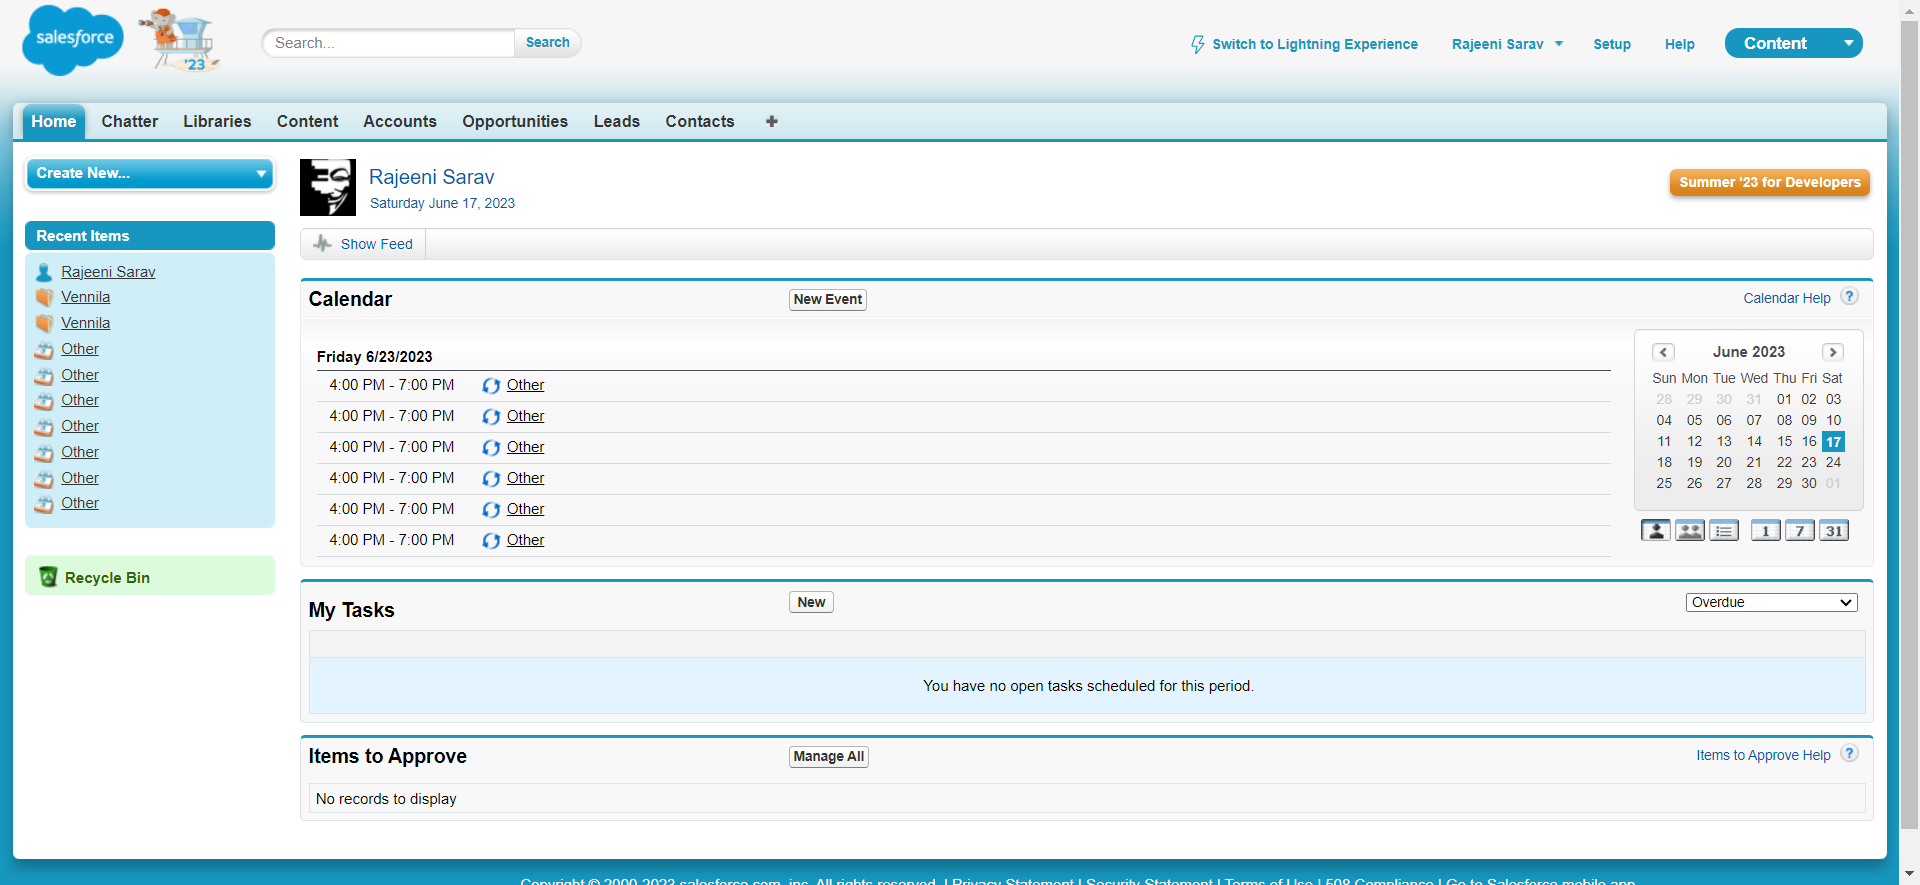 salesforce
'23
Search...
Search
Switch to Lightning Experience
Rajeeni Sarav
Setup
Help
Content
Home
Chatter
Libraries
Content
Accounts
Opportunities
Leads
Contacts
Create New...
Recent Items
Rajeeni Sarav
Vennila
Vennila
Other
Other
Other
Other
Other
Other
Other
Recycle Bin
Rajeeni Sarav
Saturday June 17, 2023
Summer '23 for Developers
Show Feed
Calendar
New Event
Calendar Help ?
Friday 6/23/2023
4:00 PM - 7:00 PM Other
4:00 PM - 7:00 PM Other
4:00 PM - 7:00 PM Other
4:00 PM - 7:00 PM Other
4:00 PM - 7:00 PM Other
4:00 PM - 7:00 PM Other
June 2023
Sun Mon Tue Wed Thu Fri Sat
28 29 30 31 01 02 03
04 05 06 07 08 09 10
11 12 13 14 15 16 17
18 19 20 21 22 23 24
25 26 27 28 29 30 01
1 7 31
My Tasks
New
Overdue
You have no open tasks scheduled for this period.
Items to Approve
Manage All
Items to Approve Help ?
No records to display
Copyright © 2000-2023 salesforce.com, inc. All rights reserved. | Privacy Statement | Security Statement | Terms of Use | 508 Compliance | Go to Salesforce mobile app